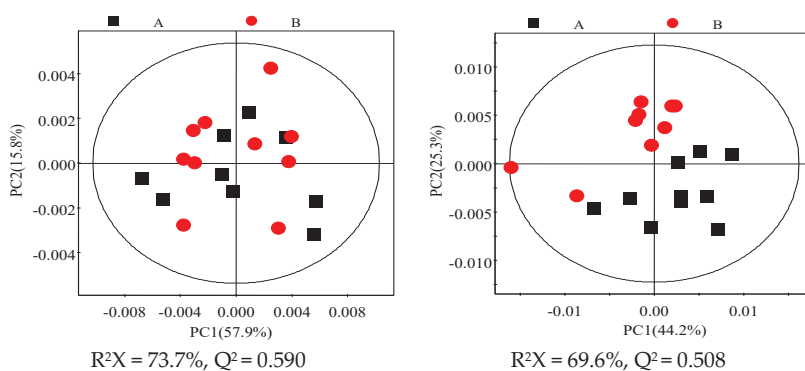 A B
PC2(15.8%)
0.004
0.002
0.000
-0.002
-0.004
-0.008 -0.004 0.000 0.004 0.008
PC1(57.9%)
R²X = 73.7%, Q² = 0.590
A B
PC2(25.3%)
0.010
0.005
0.000
-0.005
-0.010
-0.01 0.00 0.01
PC1(44.2%)
R²X = 69.6%, Q² = 0.508